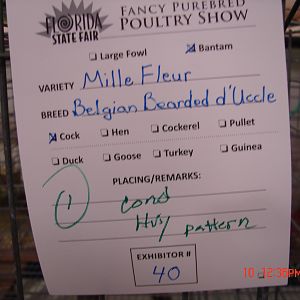 FLORIDA
STATE FAIR
FANCY PUREBRED
POULTRY SHOW
Large Fowl Bantam
VARIETY Mille Fleur
BREED Belgian Bearded d'Uccle
Cock Hen Cockerel Pullet
Duck Goose Turkey Guinea
PLACING/REMARKS:
1 cond
Hvy pattern
EXHIBITOR #
40
10 12:36PM